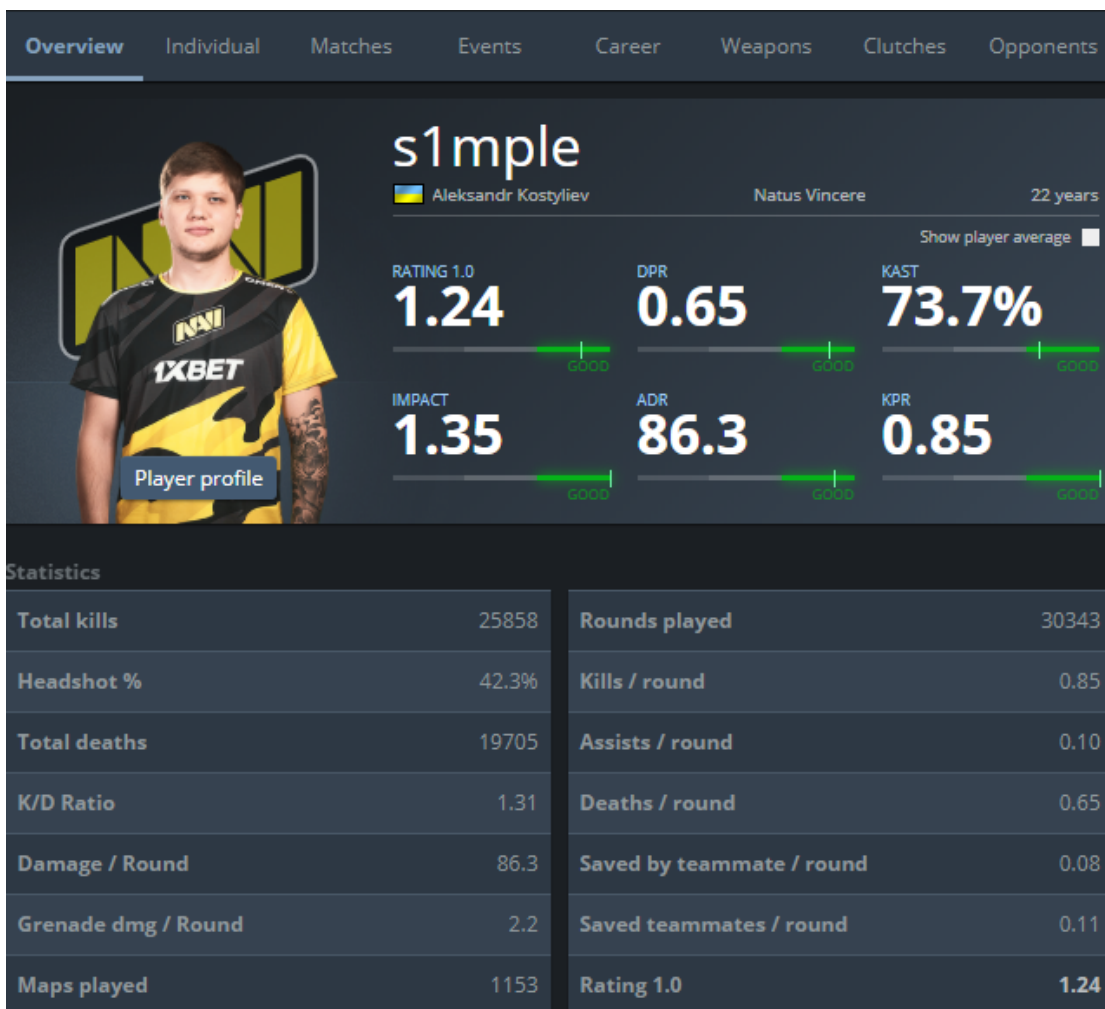 Overview Individual Matches Events Career Weapons Clutches Opponents
s1mple
Aleksandr Kostyliev Natus Vincere 22 years
Show player average
RATING 1.0 DPR KAST
1.24 0.65 73.7%
GOOD GOOD GOOD
IMPACT ADR KPR
1.35 86.3 0.85
GOOD GOOD GOOD
NAVI
1XBET
Player profile
Statistics
Total kills 25858 Rounds played 30343
Headshot % 42.3% Kills / round 0.85
Total deaths 19705 Assists / round 0.10
K/D Ratio 1.31 Deaths / round 0.65
Damage / Round 86.3 Saved by teammate / round 0.08
Grenade dmg / Round 2.2 Saved teammates / round 0.11
Maps played 1153 Rating 1.0 1.24